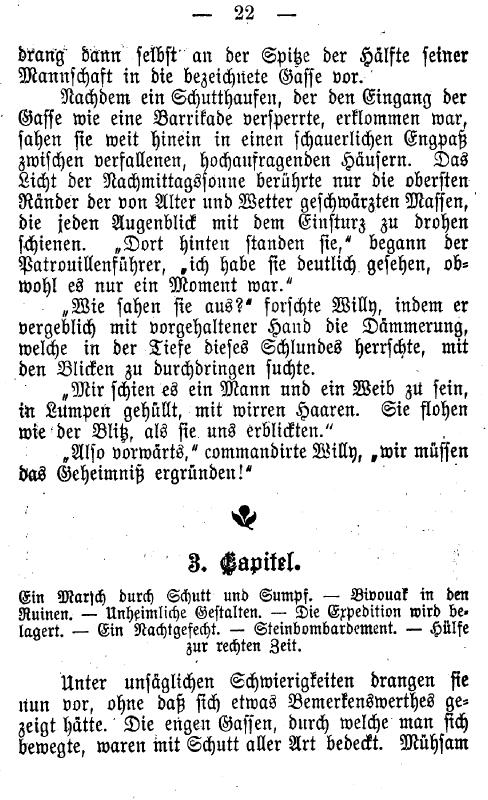 — 22 —
drang dann selbst an der Spitze der Hälfte seiner
Mannschaft in die bezeichnete Gasse vor.
Nachdem ein Schutthaufen, der den Eingang der
Gasse wie eine Barrikade versperrte, erklommen war,
sahen sie weit hinein in einen schauerlichen Engpaß
zwischen verfallenen, hochaufragenden Häusern. Das
Licht der Nachmittagssonne berührte nur die obersten
Ränder der von Alter und Wetter geschwärzten Massen,
die jeden Augenblick mit dem Einsturz zu drohen
schienen. „Dort hinten standen sie,“ begann der
Patrouillenführer, „ich habe sie deutlich gesehen, ob-
wohl es nur ein Moment war.“
„Wie sahen sie aus?“ forschte Willy, indem er
vergeblich mit vorgehaltener Hand die Dämmerung,
welche in der Tiefe dieses Schlundes herrschte, mit
den Blicken zu durchdringen suchte.
„Mir schien es ein Mann und ein Weib zu sein,
in Lumpen gehüllt, mit wirren Haaren. Sie flohen
wie der Blitz, als sie uns erblickten.“
„Also vorwärts,“ commandirte Willy, „wir müssen
das Geheimniß ergründen!“
3. Capitel.
Ein Marsch durch Schutt und Sumpf. — Bivouak in den
Ruinen. — Unheimliche Gestalten. — Die Expedition wird be-
lagert. — Ein Nachtgefecht. — Steinbombardement. — Hülfe
zur rechten Zeit.
Unter unsäglichen Schwierigkeiten drangen sie
nun vor, ohne daß sich etwas Bemerkenswerthes ge-
zeigt hätte. Die engen Gassen, durch welche man sich
bewegte, waren mit Schutt aller Art bedeckt. Mühsam